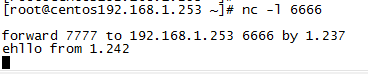 [root@centos192.168.1.253 ~]# nc -l 6666
forward 7777 to 192.168.1.253 6666 by 1.237
ehllo from 1.242